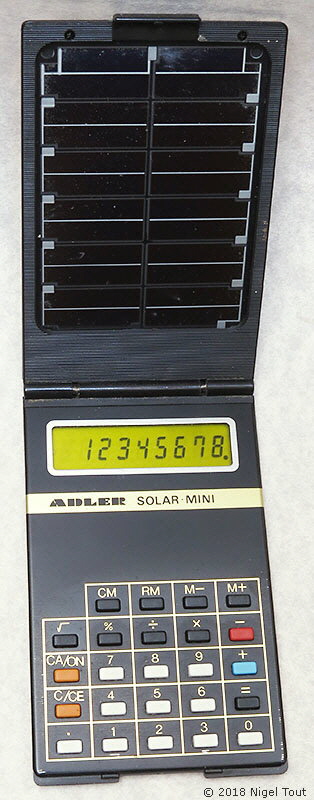 12345678.
ADLER SOLAR-MINI
CM RM M− M+
√ % ÷ × −
CA/ON 7 8 9 +
C/CE 4 5 6 =
. 1 2 3 0
© 2018 Nigel Tout